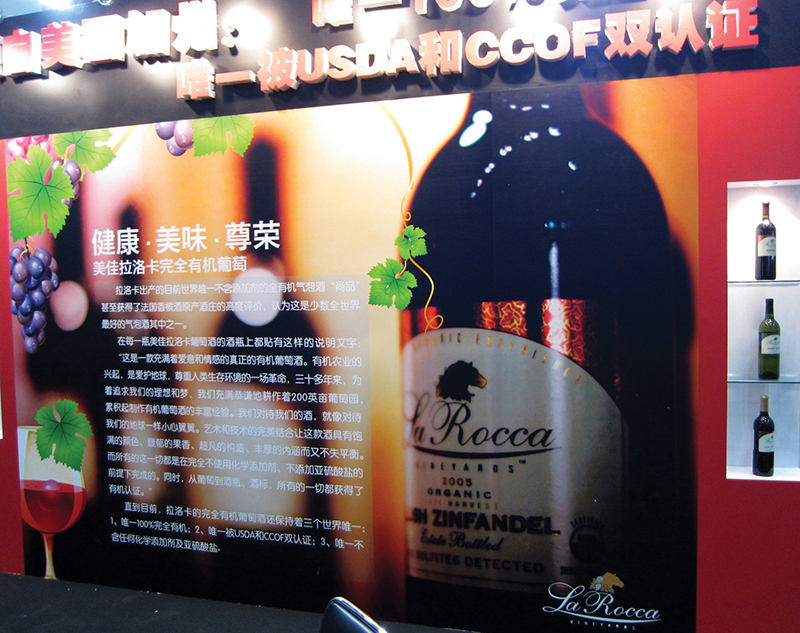 自美国加州：
唯一100%
唯一被USDA和CCOF双认证
健康·美味·尊荣
美佳拉洛卡完全有机葡萄
拉洛卡出产的目前世界唯一不含添加剂的全有机气泡酒“尚品”
甚至获得了法国香槟酒原产酒庄的高度评价，认为这是少数全世界
最好的气泡酒其中之一。
在每一瓶美佳拉洛卡葡萄酒的酒瓶上都贴有这样的说明文字：
“这是一款充满着爱意和情感的真正的有机葡萄酒。有机农业的
兴起，是爱护地球，尊重人类生存环境的一场革命，三十多年来，为
着追求我们的理想和梦，我们充满恭谦地耕作着200英亩葡萄园，
累积起制作有机葡萄酒的丰富经验。我们对待我们的酒，就像对待
我们的地球一样小心翼翼。艺术和技术的完美结合让这款酒具有饱
满的颜色、馥郁的果香、超凡的构造、丰厚的内涵而又不失平衡。
而所有的这一切都是在完全不使用化学添加剂、不添加亚硫酸盐的
前提下完成的。同时，从葡萄到酒瓶、酒标，所有的一切都获得了
有机认证。”
直到目前，拉洛卡的完全有机葡萄酒还保持着三个世界唯一：
1、唯一100%完全有机；2、唯一被USDA和CCOF双认证；3、唯一不
含任何化学添加剂及亚硫酸盐.
La Rocca
VINEYARDS™
2005
ORGANIC
HARVEST
SH ZINFANDEL
Estate Bottled
SULFITES DETECTED
La Rocca
VINEYARDS